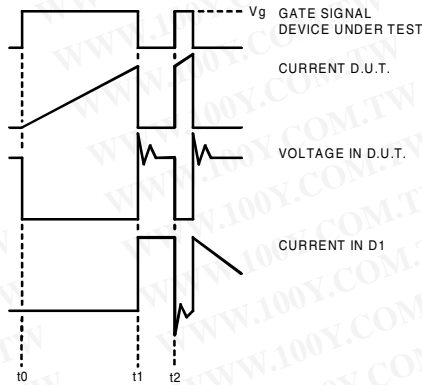 Vg GATE SIGNAL
DEVICE UNDER TEST
CURRENT D.U.T.
VOLTAGE IN D.U.T.
CURRENT IN D1
t0 t1 t2
WWW.100Y.COM.TW